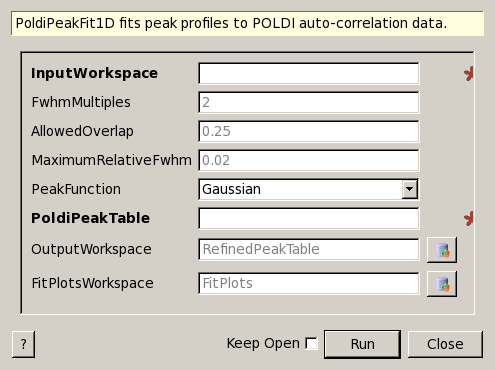 PoldiPeakFit1D fits peak profiles to POLDI auto-correlation data.
InputWorkspace
FwhmMultiples 2
AllowedOverlap 0.25
MaximumRelativeFwhm 0.02
PeakFunction Gaussian
PoldiPeakTable
OutputWorkspace RefinedPeakTable
FitPlotsWorkspace FitPlots
? Keep Open Run Close